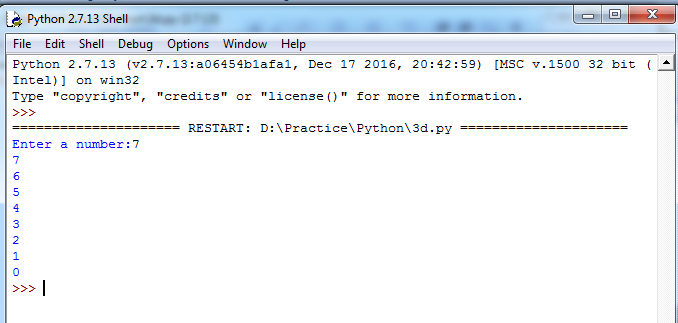 Python 2.7.13 Shell
File Edit Shell Debug Options Window Help
Python 2.7.13 (v2.7.13:a06454b1afa1, Dec 17 2016, 20:42:59) [MSC v.1500 32 bit (
Intel)] on win32
Type "copyright", "credits" or "license()" for more information.
>>>
===================== RESTART: D:\Practice\Python\3d.py =====================
Enter a number:7
7
6
5
4
3
2
1
0
>>>